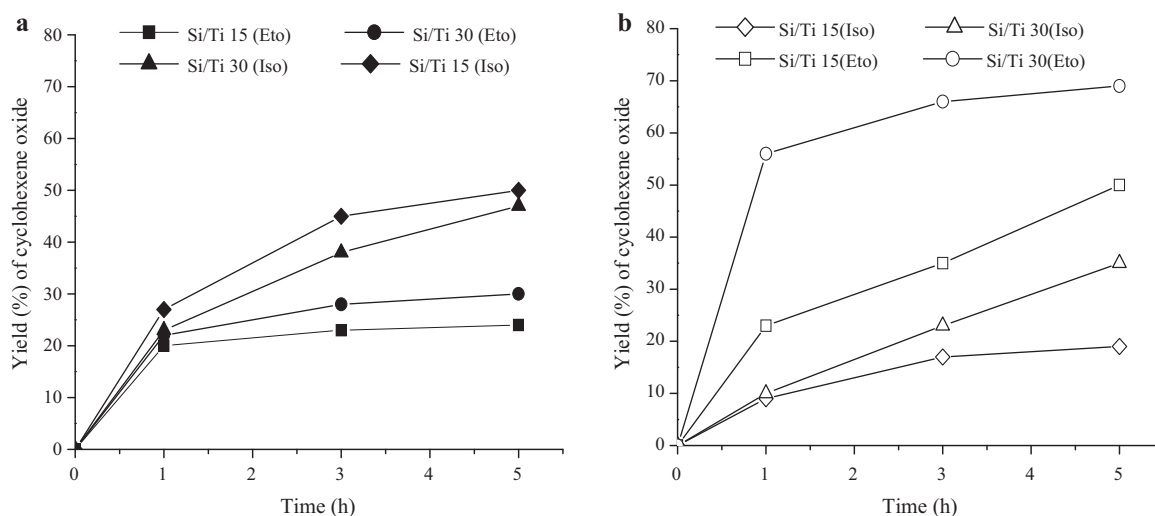 a
Si/Ti 15 (Eto)
Si/Ti 30 (Eto)
Si/Ti 30 (Iso)
Si/Ti 15 (Iso)
Yield (%) of cyclohexene oxide
80
70
60
50
40
30
20
10
0
0 1 2 3 4 5
Time (h)
b
Si/Ti 15(Iso)
Si/Ti 30(Iso)
Si/Ti 15(Eto)
Si/Ti 30(Eto)
Yield (%) of cyclohexene oxide
80
70
60
50
40
30
20
10
0
0 1 2 3 4 5
Time (h)